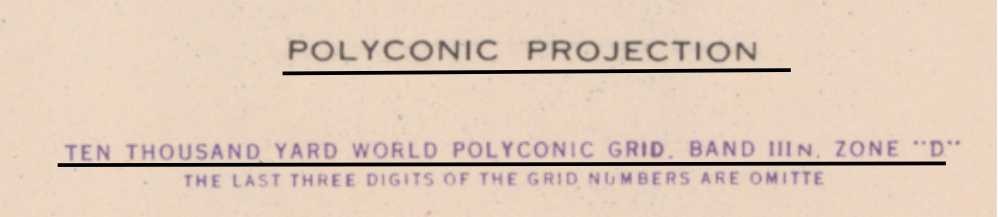 POLYCONIC PROJECTION
TEN THOUSAND YARD WORLD POLYCONIC GRID, BAND III N, ZONE "D"
THE LAST THREE DIGITS OF THE GRID NUMBERS ARE OMITTE